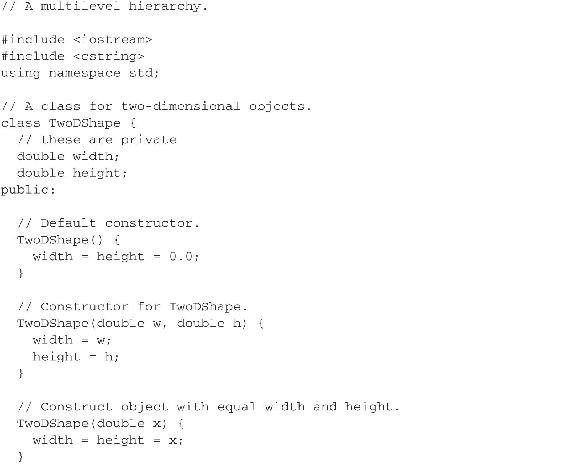 // A multilevel hierarchy.

#include <iostream>
#include <cstring>
using namespace std;

// A class for two-dimensional objects.
class TwoDShape {
  // these are private
  double width;
  double height;
public:

  // Default constructor.
  TwoDShape() {
    width = height = 0.0;
  }

  // Constructor for TwoDShape.
  TwoDShape(double w, double h) {
    width = w;
    height = h;
  }

  // Construct object with equal width and height.
  TwoDShape(double x) {
    width = height = x;
  }